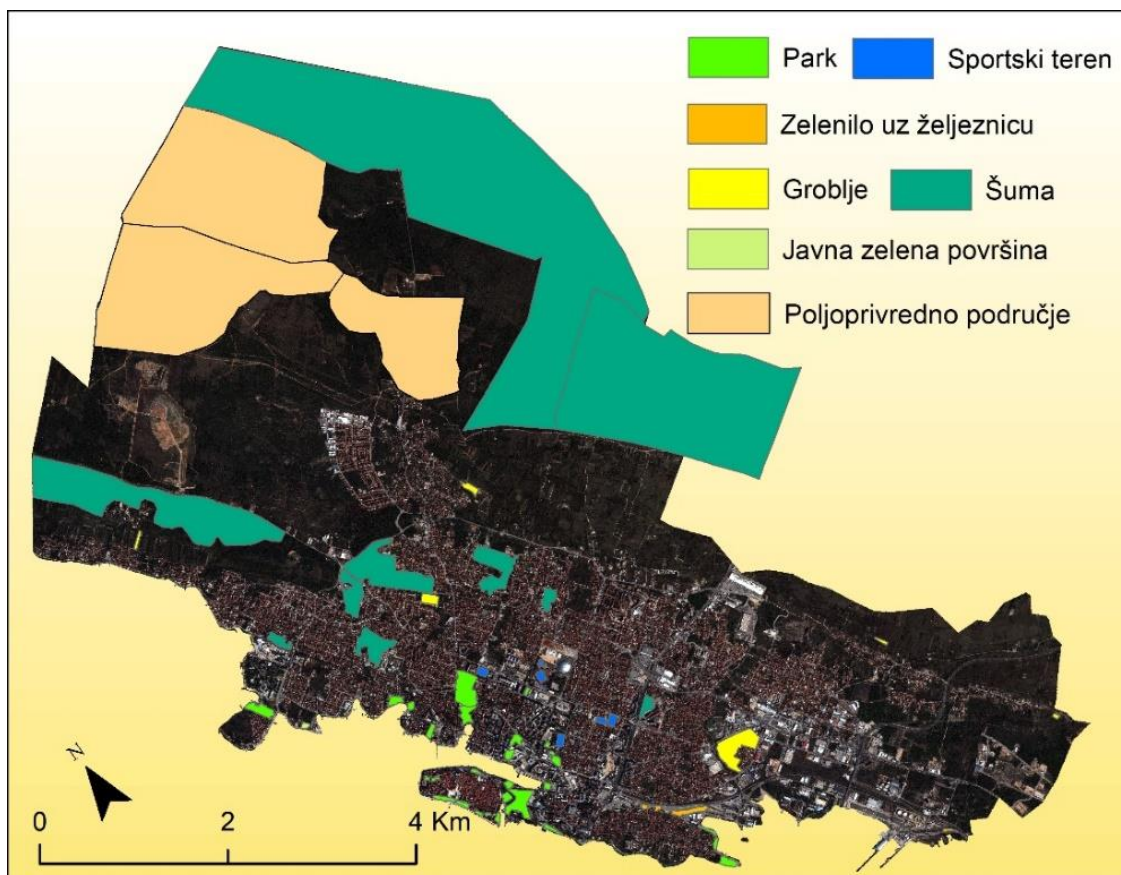 Park
Sportski teren
Zelenilo uz željeznicu
Groblje
Šuma
Javna zelena površina
Poljoprivredno područje
N
0 2 4 Km